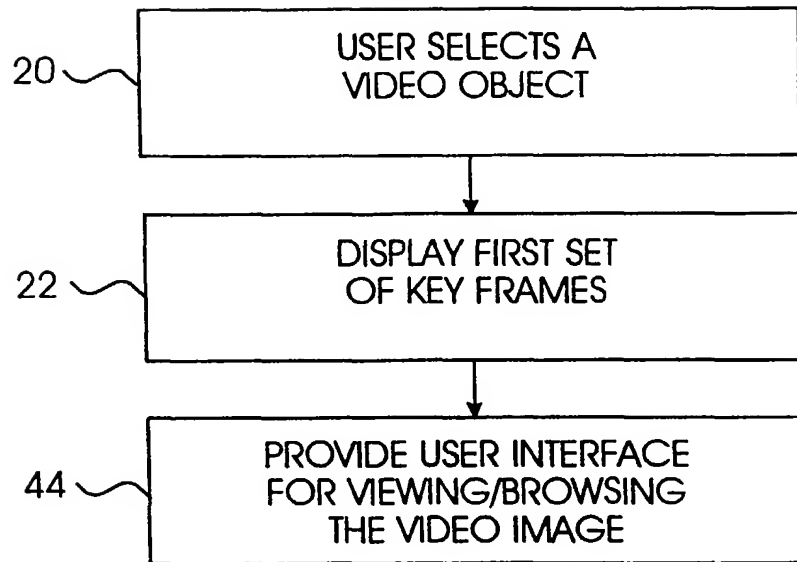 20
USER SELECTS A
VIDEO OBJECT
22
DISPLAY FIRST SET
OF KEY FRAMES
44
PROVIDE USER INTERFACE
FOR VIEWING/BROWSING
THE VIDEO IMAGE